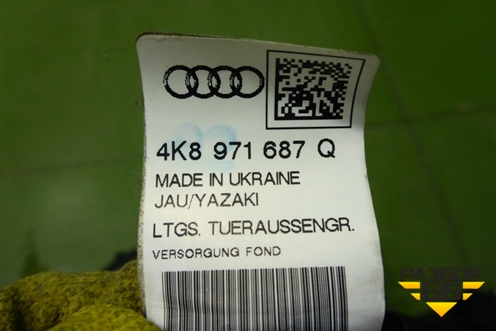 4K8 971 687 Q
MADE IN UKRAINE
JAU/YAZAKI
LTGS. TUERAUSSENGR.
VERSORGUNG FOND